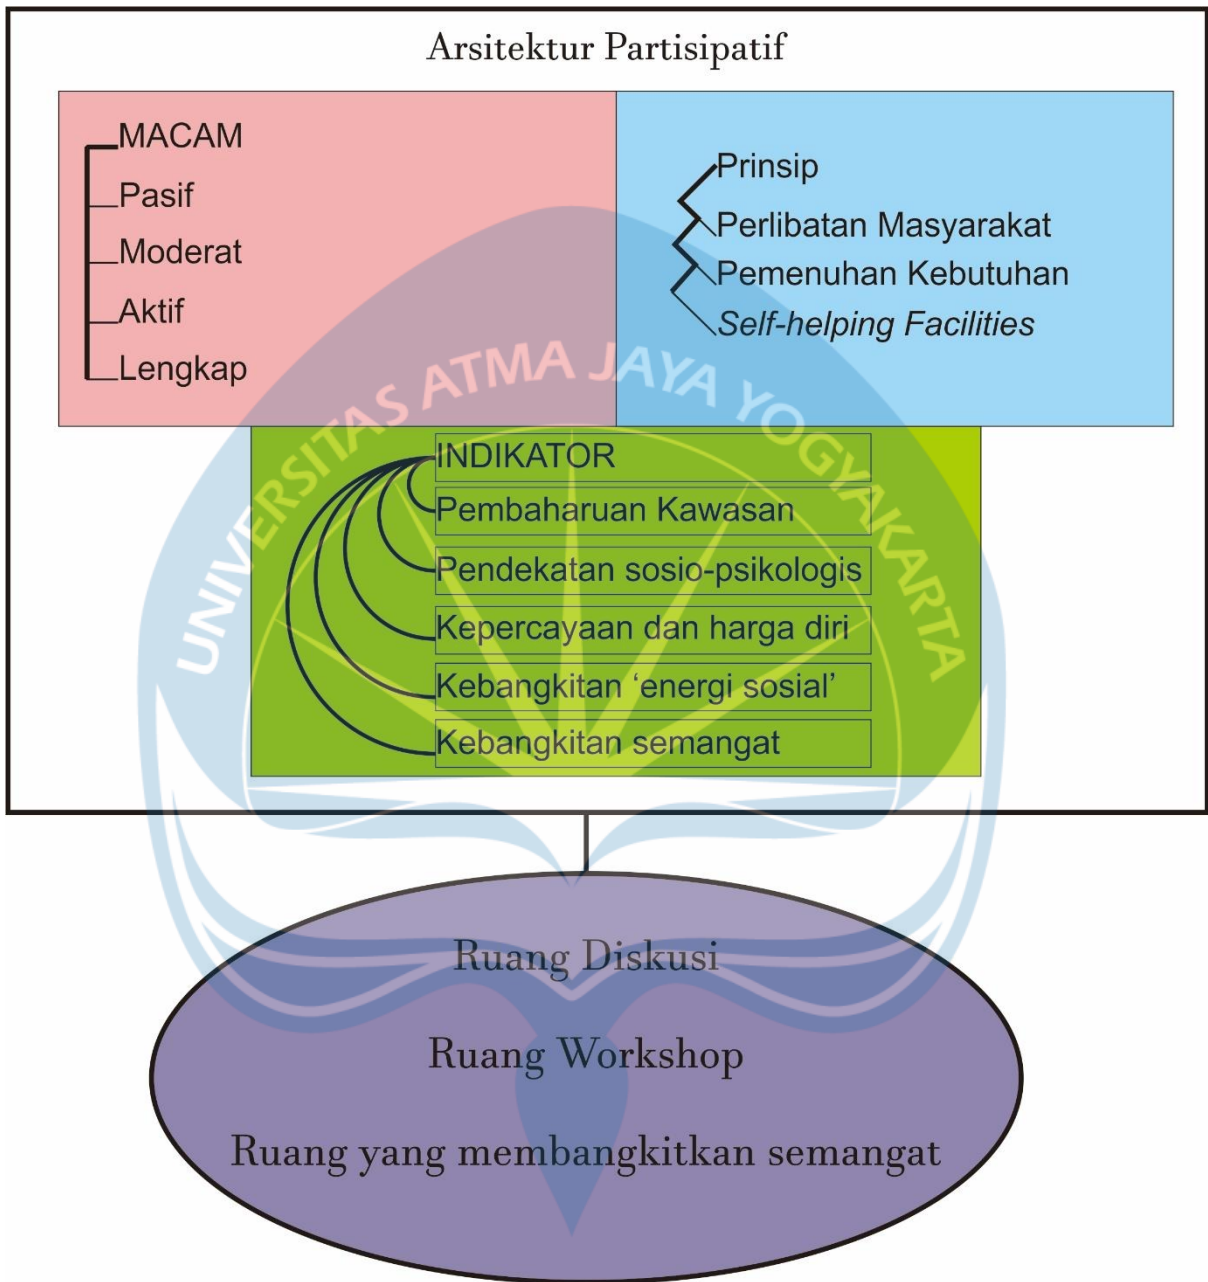 Arsitektur Partisipatif
MACAM
Pasif
Moderat
Aktif
Lengkap
Prinsip
Perlibatan Masyarakat
Pemenuhan Kebutuhan
Self-helping Facilities
UNIVERSITAS ATMA JAYA YOGYAKARTA
INDIKATOR
Pembaharuan Kawasan
Pendekatan sosio-psikologis
Kepercayaan dan harga diri
Kebangkitan ‘energi sosial’
Kebangkitan semangat
Ruang Diskusi
Ruang Workshop
Ruang yang membangkitkan semangat